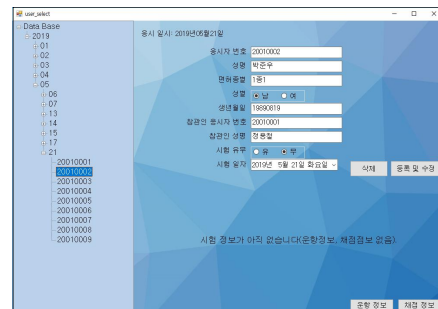 user_select
Data Base
2019
01
02
03
04
05
06
07
13
14
15
17
21
20010001
20010002
20010003
20010004
20010005
20010006
20010007
20010008
20010009
응시 일시: 2019년05월21일
응시자 번호 20010002
성명 박준우
면허종별 1종1
성별 남 여
생년월일 19890819
참관인 응시자 번호 20010001
참관인 성명 정용철
시험 유무 유 무
시험 일자 2019년 5월 21일 화요일
삭제 등록 및 수정
시험 정보가 아직 없습니다(운항정보, 채점정보 없음).
운항 정보 채점 정보